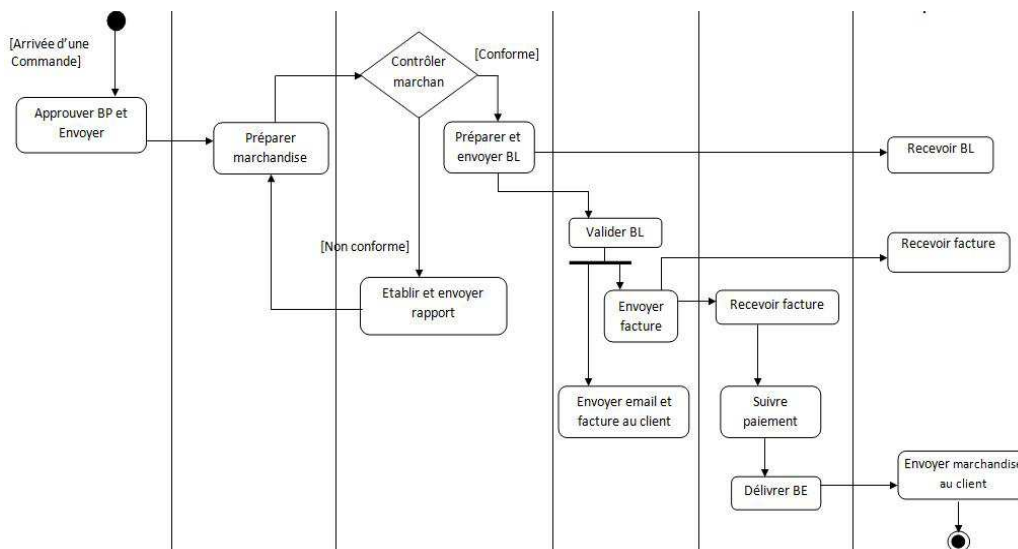 [Arrivée d'une
Commande]
Approuver BP et
Envoyer
Préparer
marchandise
Contrôler
marchan
[Conforme]
Préparer et
envoyer BL
Recevoir BL
[Non conforme]
Etablir et envoyer
rapport
Valider BL
Envoyer
facture
Recevoir facture
Recevoir facture
Envoyer email et
facture au client
Suivre
paiement
Délivrer BE
Envoyer marchandise
au client